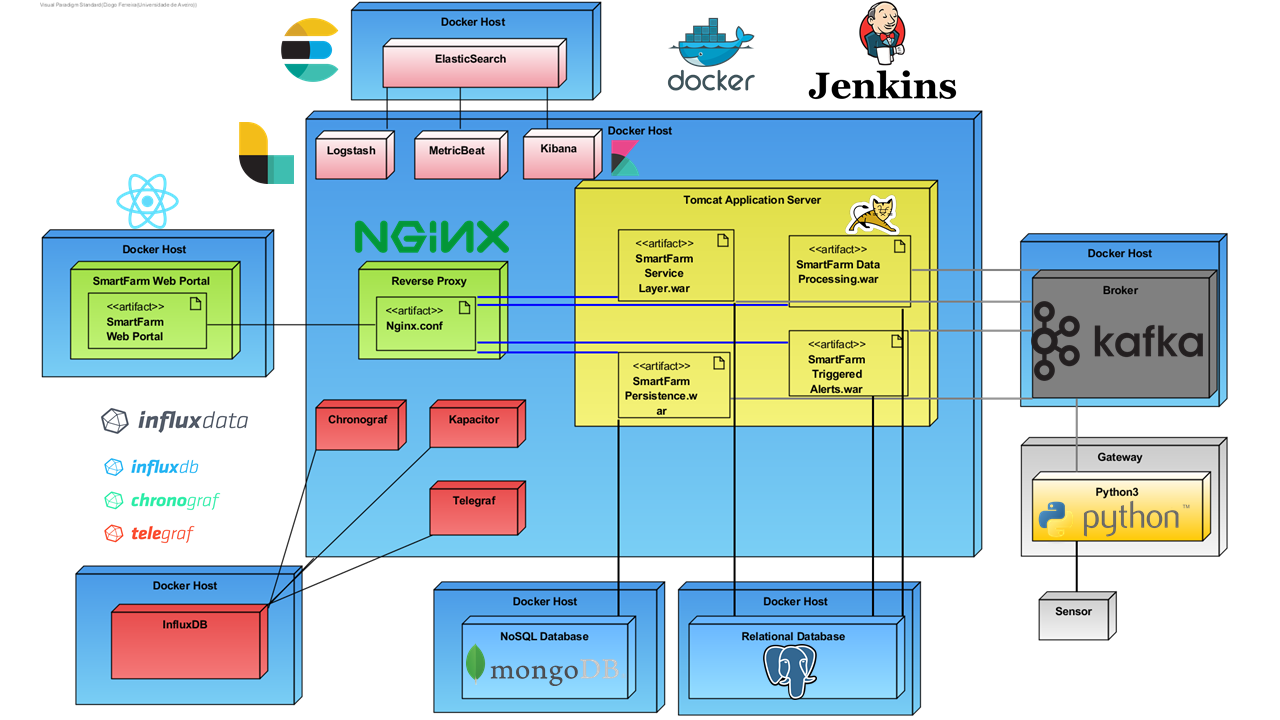 Visual Paradigm Standard(Diogo Ferreira(Universidade de Aveiro))
Docker Host
ElasticSearch
docker
Jenkins
Docker Host
Logstash
MetricBeat
Kibana
Tomcat Application Server
NGINX
<<artifact>>
SmartFarm
Service
Layer.war
<<artifact>>
SmartFarm Data
Processing.war
Docker Host
SmartFarm Web Portal
<<artifact>>
SmartFarm
Web Portal
Reverse Proxy
<<artifact>>
Nginx.conf
Docker Host
Broker
kafka
<<artifact>>
SmartFarm
Persistence.w
ar
<<artifact>>
SmartFarm
Triggered
Alerts.war
influxdata
influxdb
chronograf
telegraf
Chronograf
Kapacitor
Telegraf
Gateway
Python3
python™
Sensor
Docker Host
InfluxDB
Docker Host
NoSQL Database
mongoDB
Docker Host
Relational Database